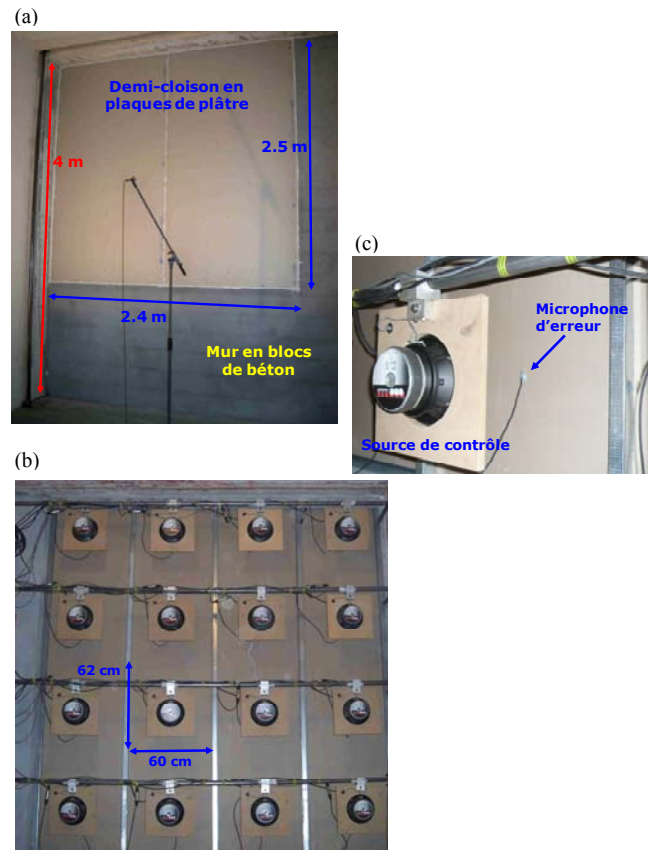 (a)
Demi-cloison en
plaques de plâtre
4 m
2.5 m
2.4 m
Mur en blocs
de béton
(c)
Microphone
d'erreur
Source de contrôle
(b)
62 cm
60 cm